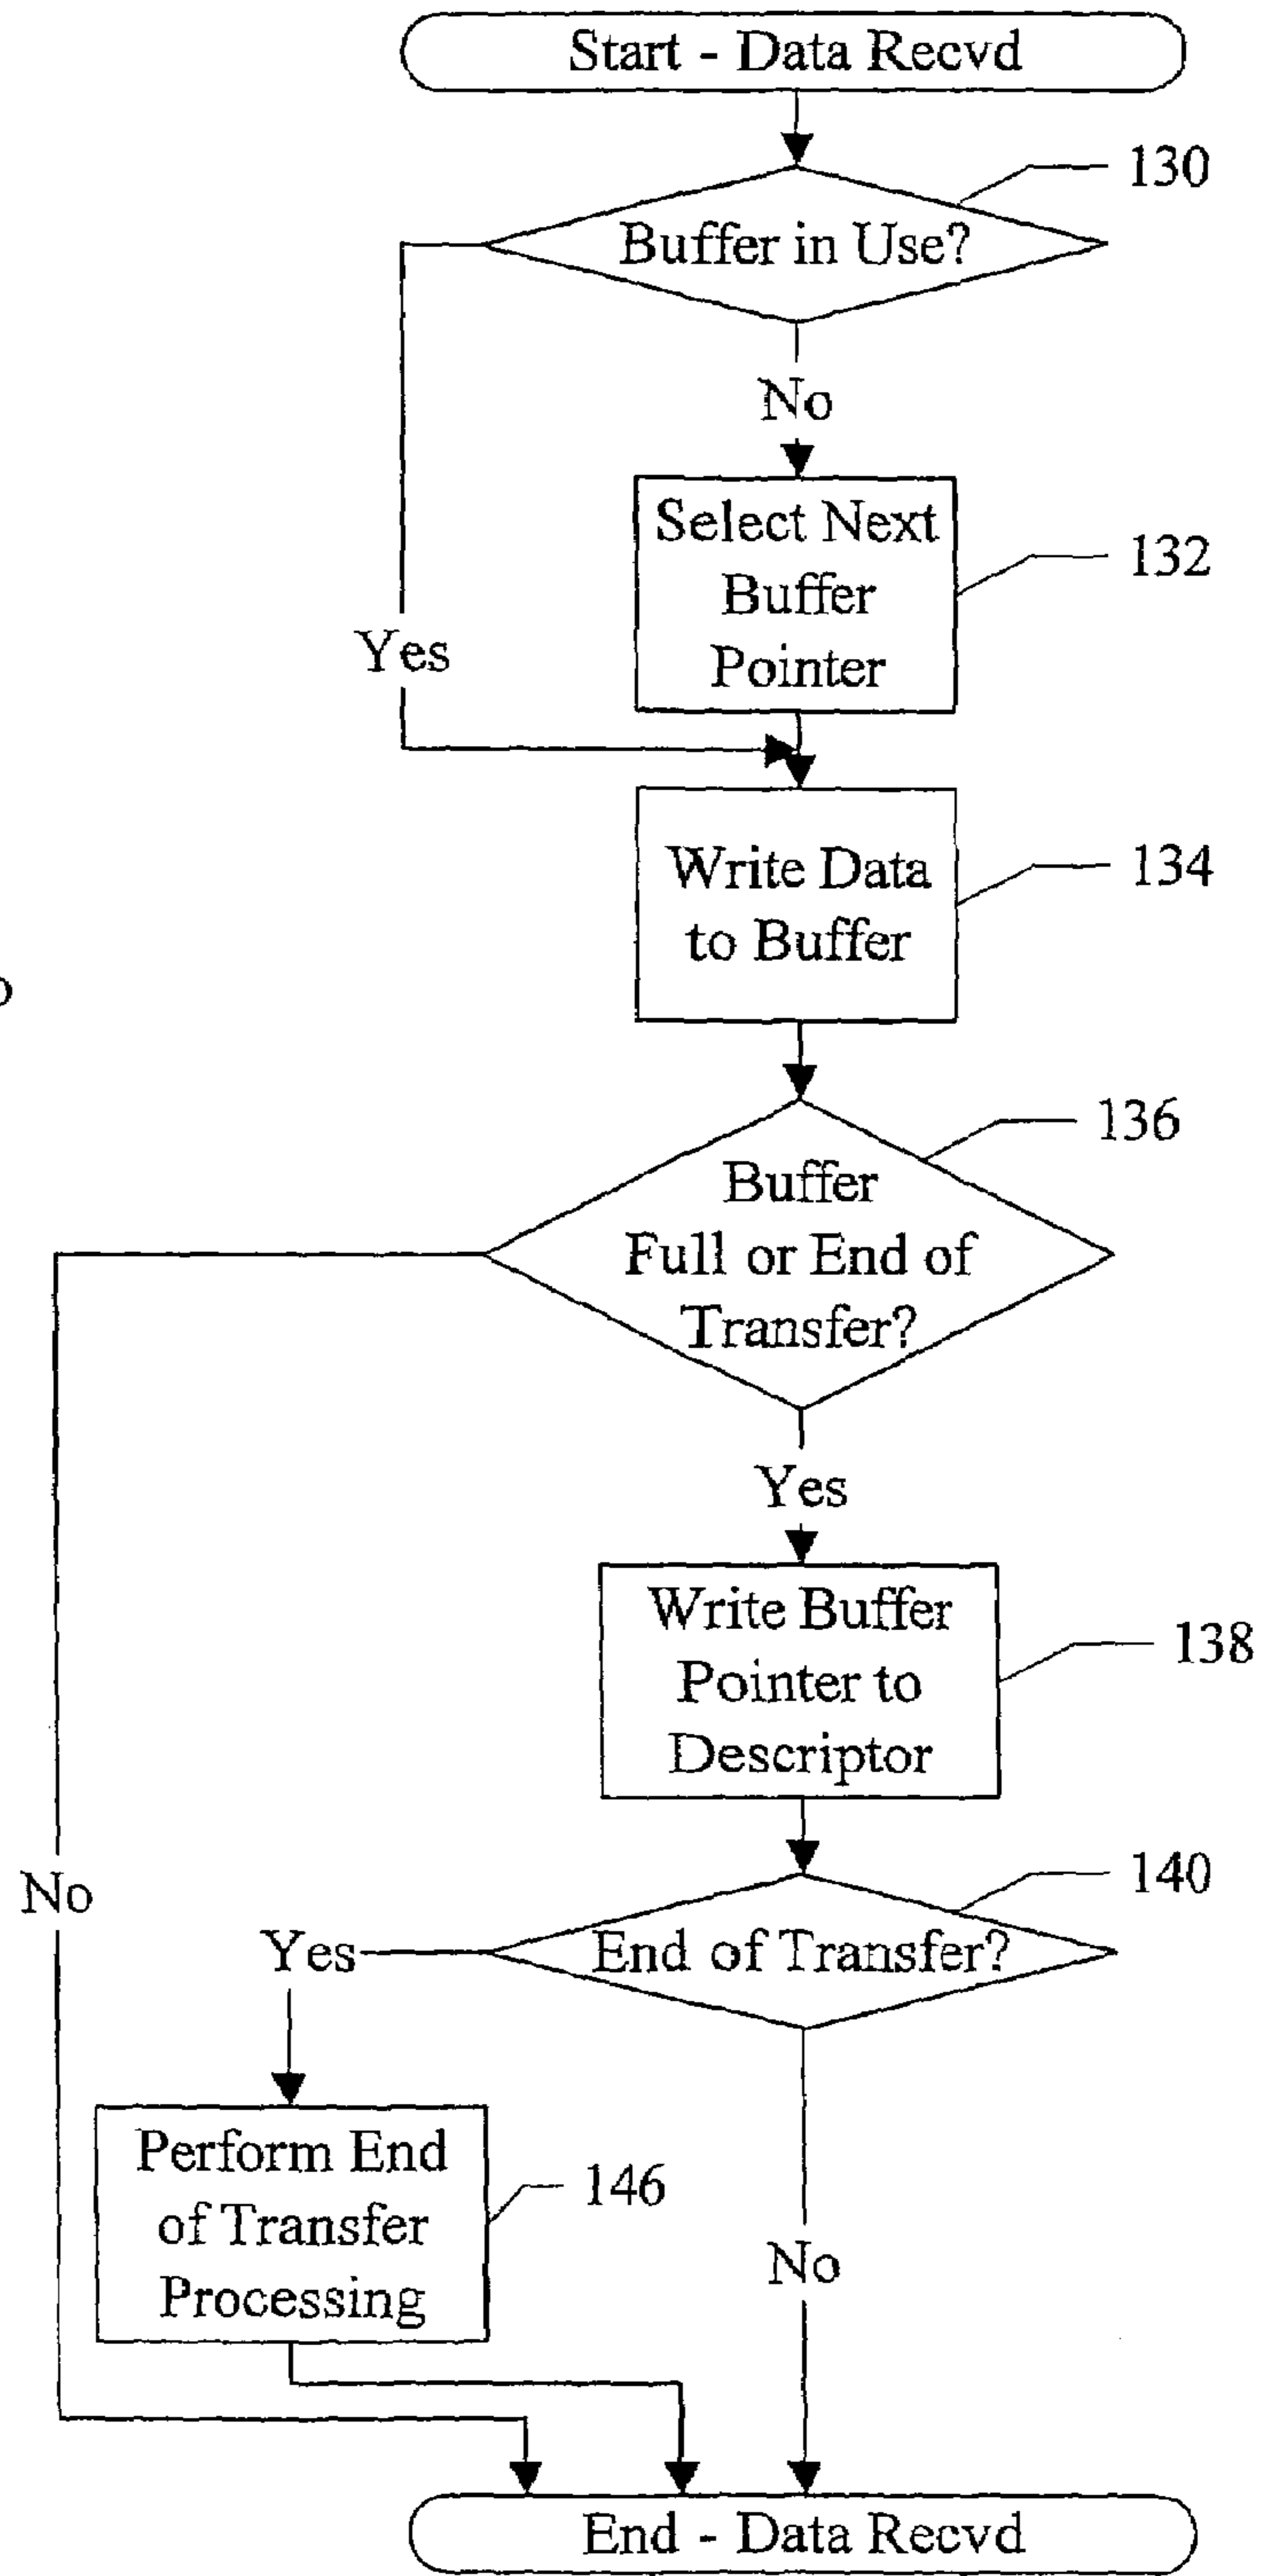 Start - Data Recvd
130
Buffer in Use?
No
Select Next
Buffer
Pointer
132
Yes
Write Data
to Buffer
134
136
Buffer
Full or End of
Transfer?
Yes
Write Buffer
Pointer to
Descriptor
138
No
140
End of Transfer?
Yes
Perform End
of Transfer
Processing
146
No
End - Data Recvd